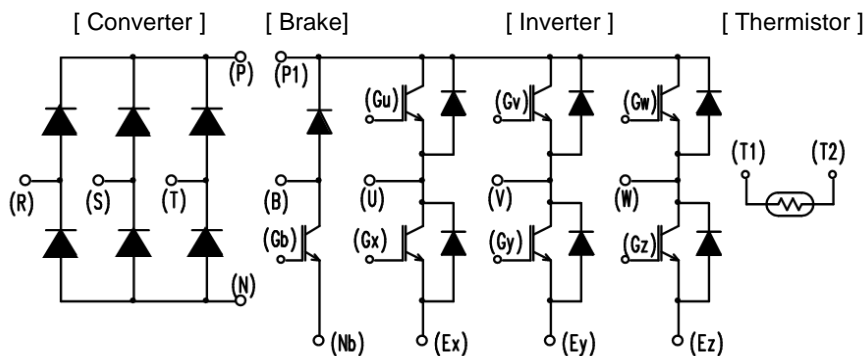 [ Converter ] [ Brake] [ Inverter ] [ Thermistor ]
(P) (P1)
(Gu) (Gv) (Gw)
(T1) (T2)
(R) (S) (T) (B) (U) (V) (W)
(Gb) (Gx) (Gy) (Gz)
(N)
(Nb) (Ex) (Ey) (Ez)